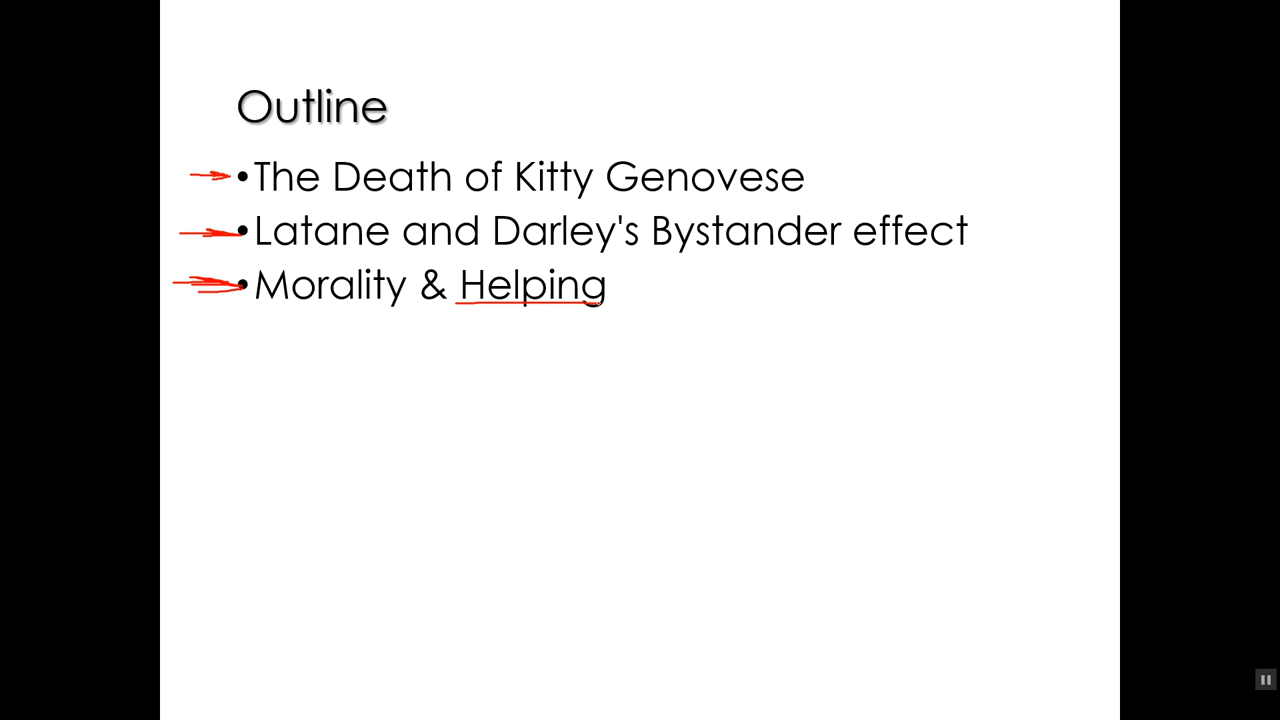 Outline
•The Death of Kitty Genovese
•Latane and Darley's Bystander effect
•Morality & Helping